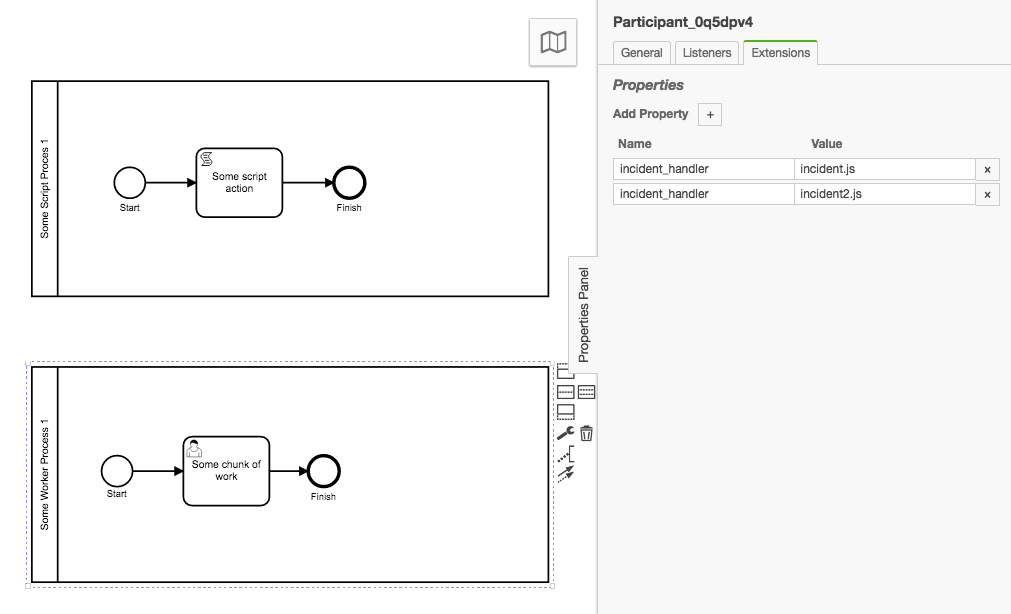 Some Script Proces 1
Start
Some script
action
Finish
Some Worker Process 1
Start
Some chunk of
work
Finish
Properties Panel
Participant_0q5dpv4
General Listeners Extensions
Properties
Add Property +
Name Value
incident_handler incident.js x
incident_handler incident2.js x